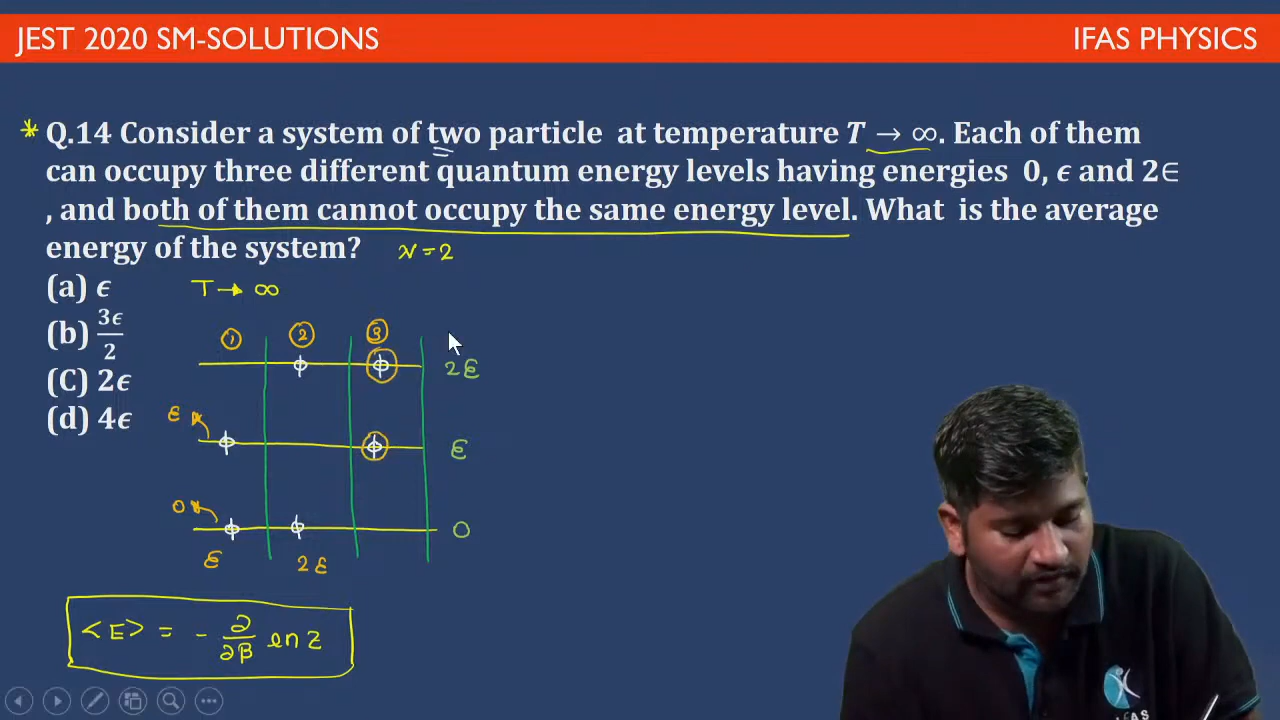 JEST 2020 SM-SOLUTIONS
IFAS PHYSICS
* Q.14 Consider a system of two particle at temperature T → ∞. Each of them
can occupy three different quantum energy levels having energies 0, ϵ and 2∈
, and both of them cannot occupy the same energy level. What is the average
energy of the system? N = 2
(a) ϵ T → ∞
(b) 3ϵ/2
(C) 2ϵ
(d) 4ϵ
① ② ③
2ε
ε ε
0 0
ε 2ε
<E> = - ∂/∂β ln z
IFAS